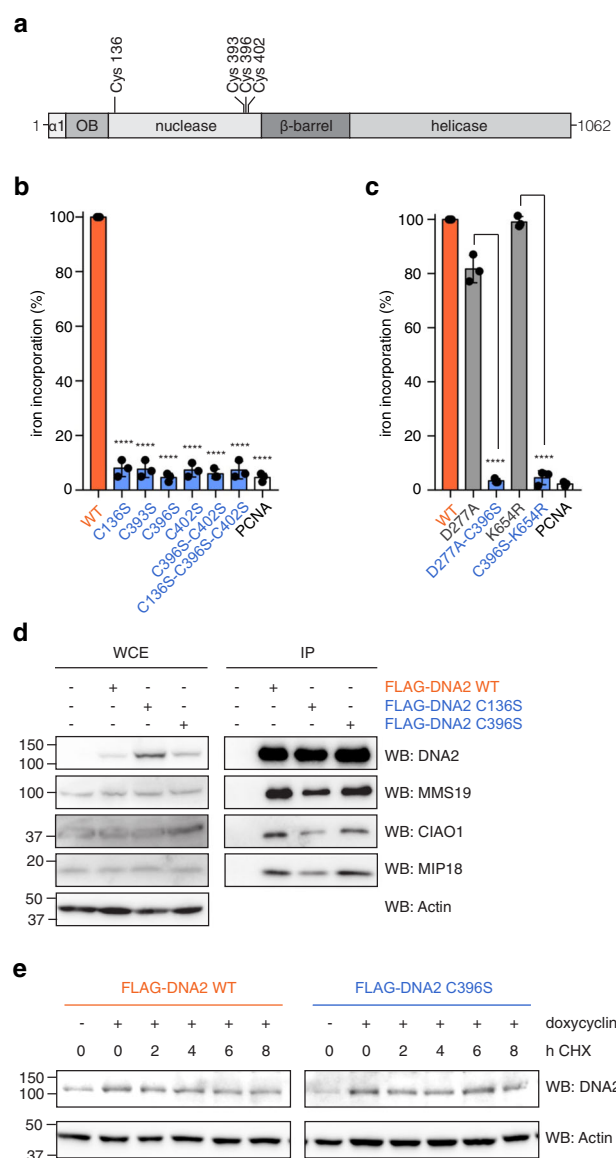 a
Cys 136
Cys 393
Cys 396
Cys 402
1 α1 OB nuclease β-barrel helicase 1062
b
iron incorporation (%)
100
80
60
40
20
0
**** **** **** **** **** **** ****
WT
C136S
C393S
C396S
C402S
C396S-C402S
C136S-C396S-C402S
PCNA
c
iron incorporation (%)
100
80
60
40
20
0
**** ****
WT
D277A
D277A-C396S
K654R
C396S-K654R
PCNA
d
WCE IP
- + - - - + - - FLAG-DNA2 WT
- - + - - - + - FLAG-DNA2 C136S
- - - + - - - + FLAG-DNA2 C396S
150
100
WB: DNA2
100
WB: MMS19
37
WB: CIAO1
20
WB: MIP18
50
37
WB: Actin
e
FLAG-DNA2 WT FLAG-DNA2 C396S
- + + + + + - + + + + + doxycyclin
0 0 2 4 6 8 0 0 2 4 6 8 h CHX
150
100
WB: DNA2
50
37
WB: Actin